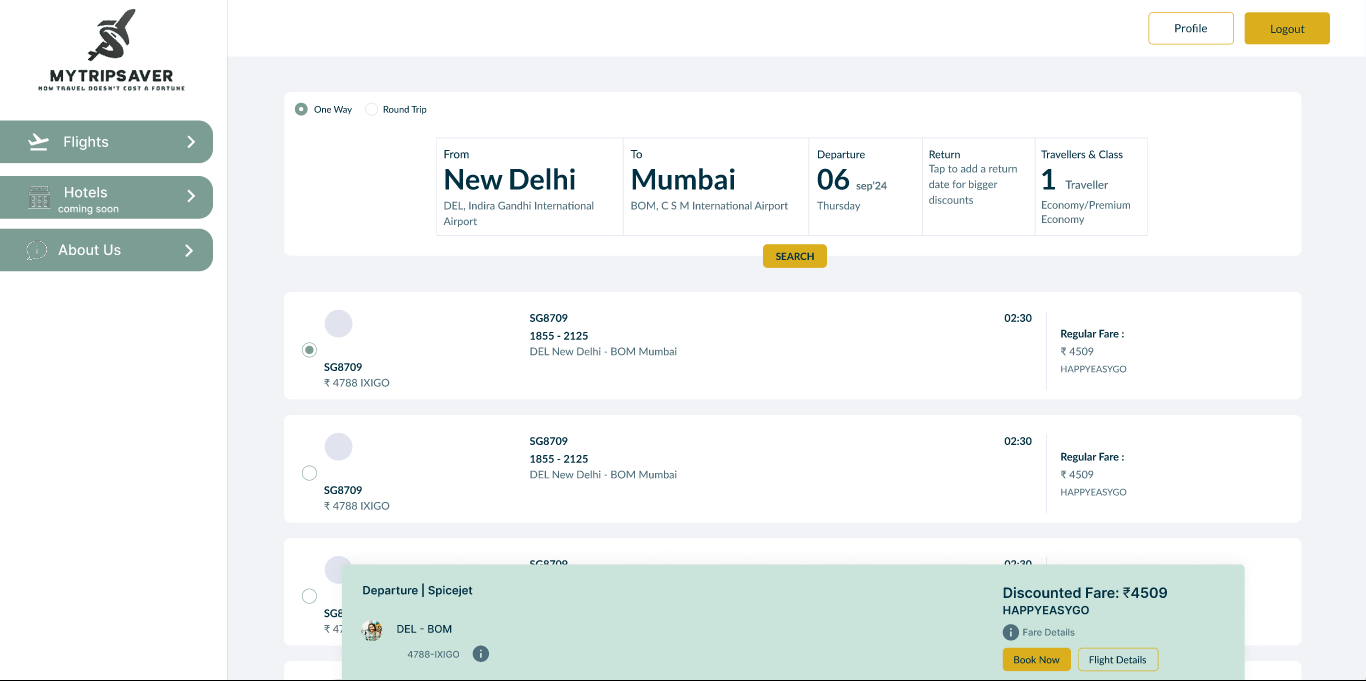 MYTRIPSAVER
HOW TRAVEL DOESN'T COST A FORTUNE
Flights
Hotels
coming soon
About Us
Profile
Logout
One Way
Round Trip
From
New Delhi
DEL, Indira Gandhi International
Airport
To
Mumbai
BOM, C S M International Airport
Departure
06 sep'24
Thursday
Return
Tap to add a return
date for bigger
discounts
Travellers & Class
1 Traveller
Economy/Premium
Economy
SEARCH
SG8709
₹ 4788 IXIGO
SG8709
1855 - 2125
DEL New Delhi - BOM Mumbai
02:30
Regular Fare :
₹ 4509
HAPPYEASYGO
SG8709
₹ 4788 IXIGO
SG8709
1855 - 2125
DEL New Delhi - BOM Mumbai
02:30
Regular Fare :
₹ 4509
HAPPYEASYGO
SG8
₹ 47
SG8709
02:30
Departure | Spicejet
DEL - BOM
4788-IXIGO
Discounted Fare: ₹4509
HAPPYEASYGO
Fare Details
Book Now
Flight Details